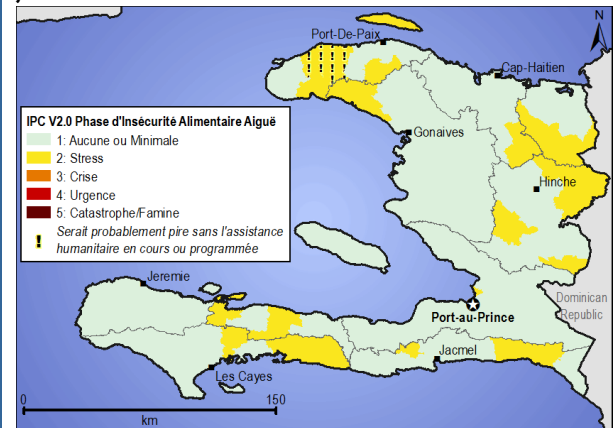 N
Port-De-Paix
Cap-Haitien
IPC V2.0 Phase d'Insécurité Alimentaire Aiguë
1: Aucune ou Minimale
2: Stress
3: Crise
4: Urgence
5: Catastrophe/Famine
! Serait probablement pire sans l'assistance
humanitaire en cours ou programmée
Gonaives
Hinche
Jeremie
Dominican
Republic
Port-au-Prince
Jacmel
Les Cayes
0 150
km